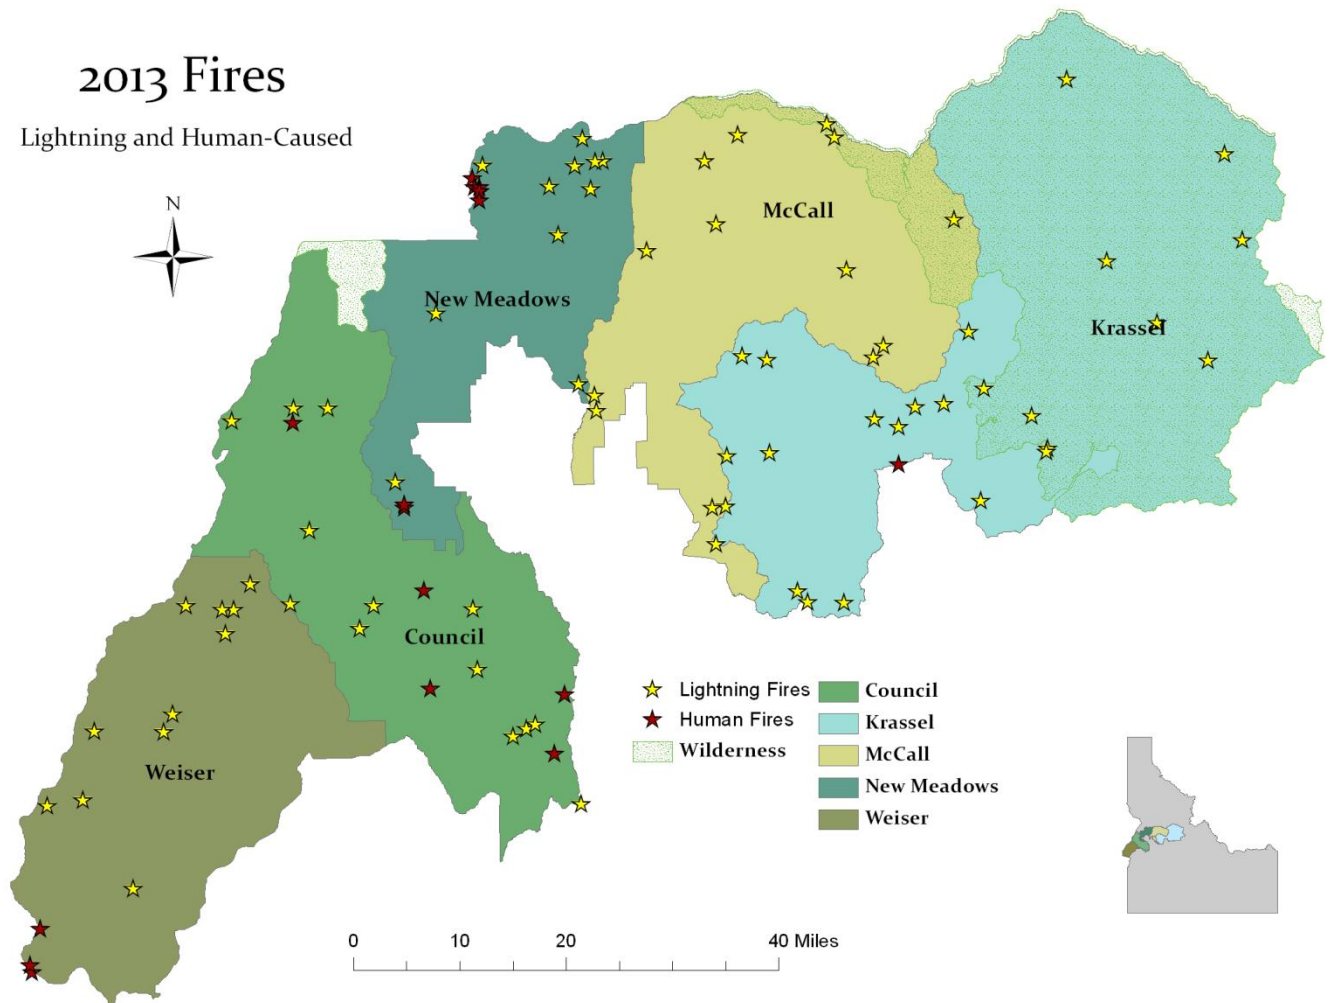 2013 Fires
Lightning and Human-Caused
N
McCall
New Meadows
Krassel
Council
Weiser
Lightning Fires
Human Fires
Wilderness
Council
Krassel
McCall
New Meadows
Weiser
0 10 20 40 Miles